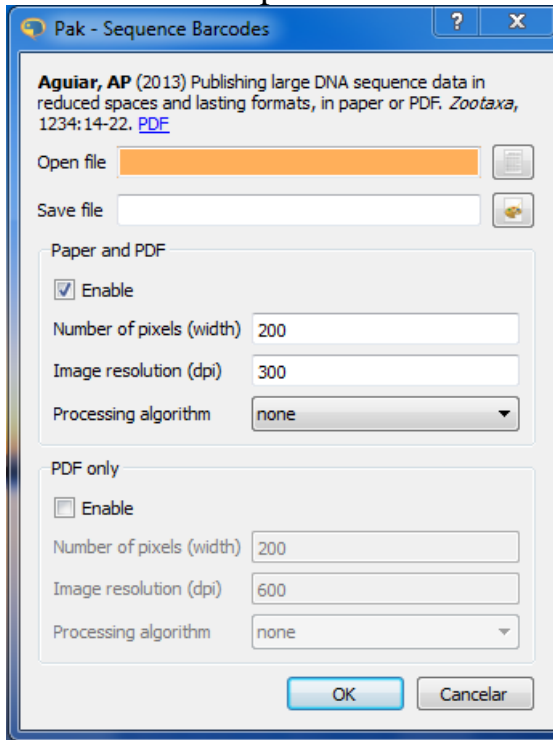 Pak - Sequence Barcodes
Aguiar, AP (2013) Publishing large DNA sequence data in
reduced spaces and lasting formats, in paper or PDF. Zootaxa,
1234:14-22. PDF
Open file
Save file
Paper and PDF
Enable
Number of pixels (width) 200
Image resolution (dpi) 300
Processing algorithm none
PDF only
Enable
Number of pixels (width) 200
Image resolution (dpi) 600
Processing algorithm none
OK Cancelar